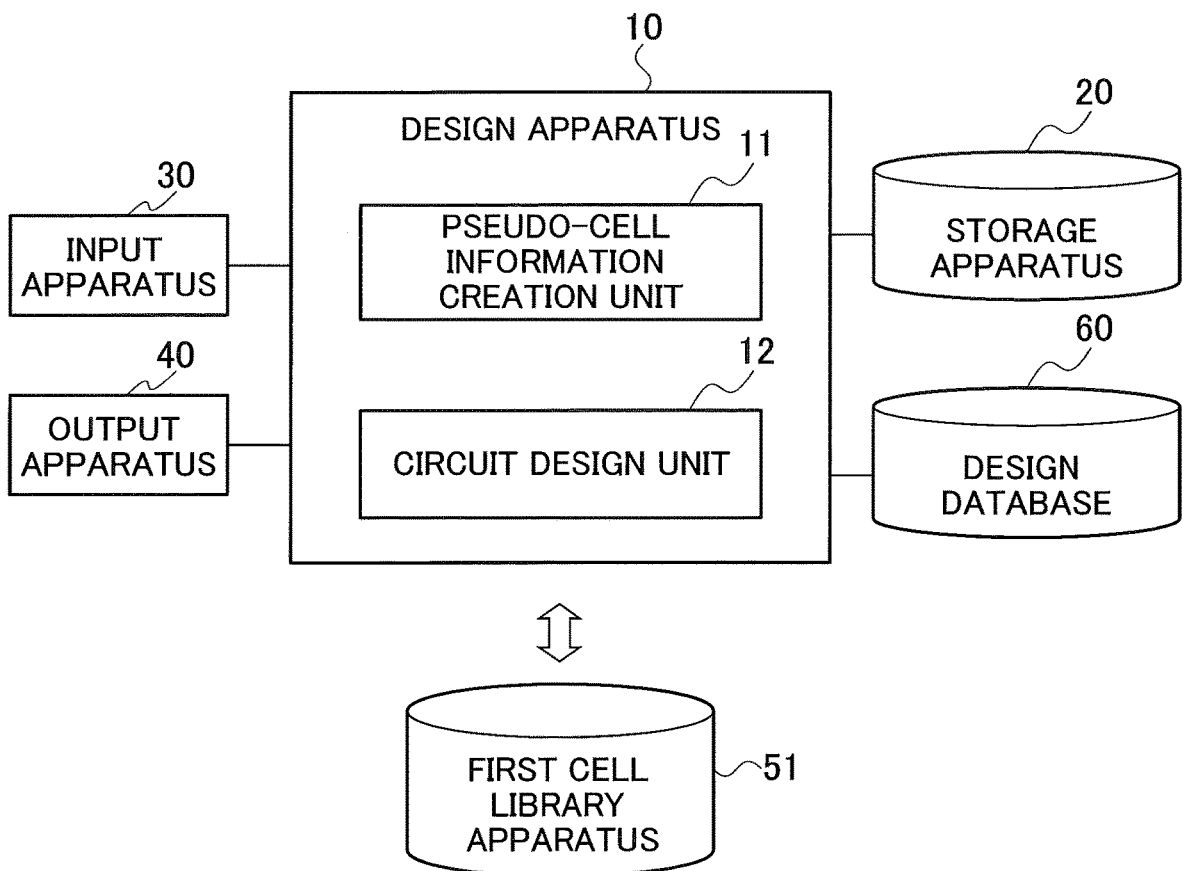 10
DESIGN APPARATUS
20
11
30
PSEUDO-CELL
INFORMATION
CREATION UNIT
INPUT
APPARATUS
STORAGE
APPARATUS
40
12
60
OUTPUT
APPARATUS
CIRCUIT DESIGN UNIT
DESIGN
DATABASE
FIRST CELL
LIBRARY
APPARATUS
51